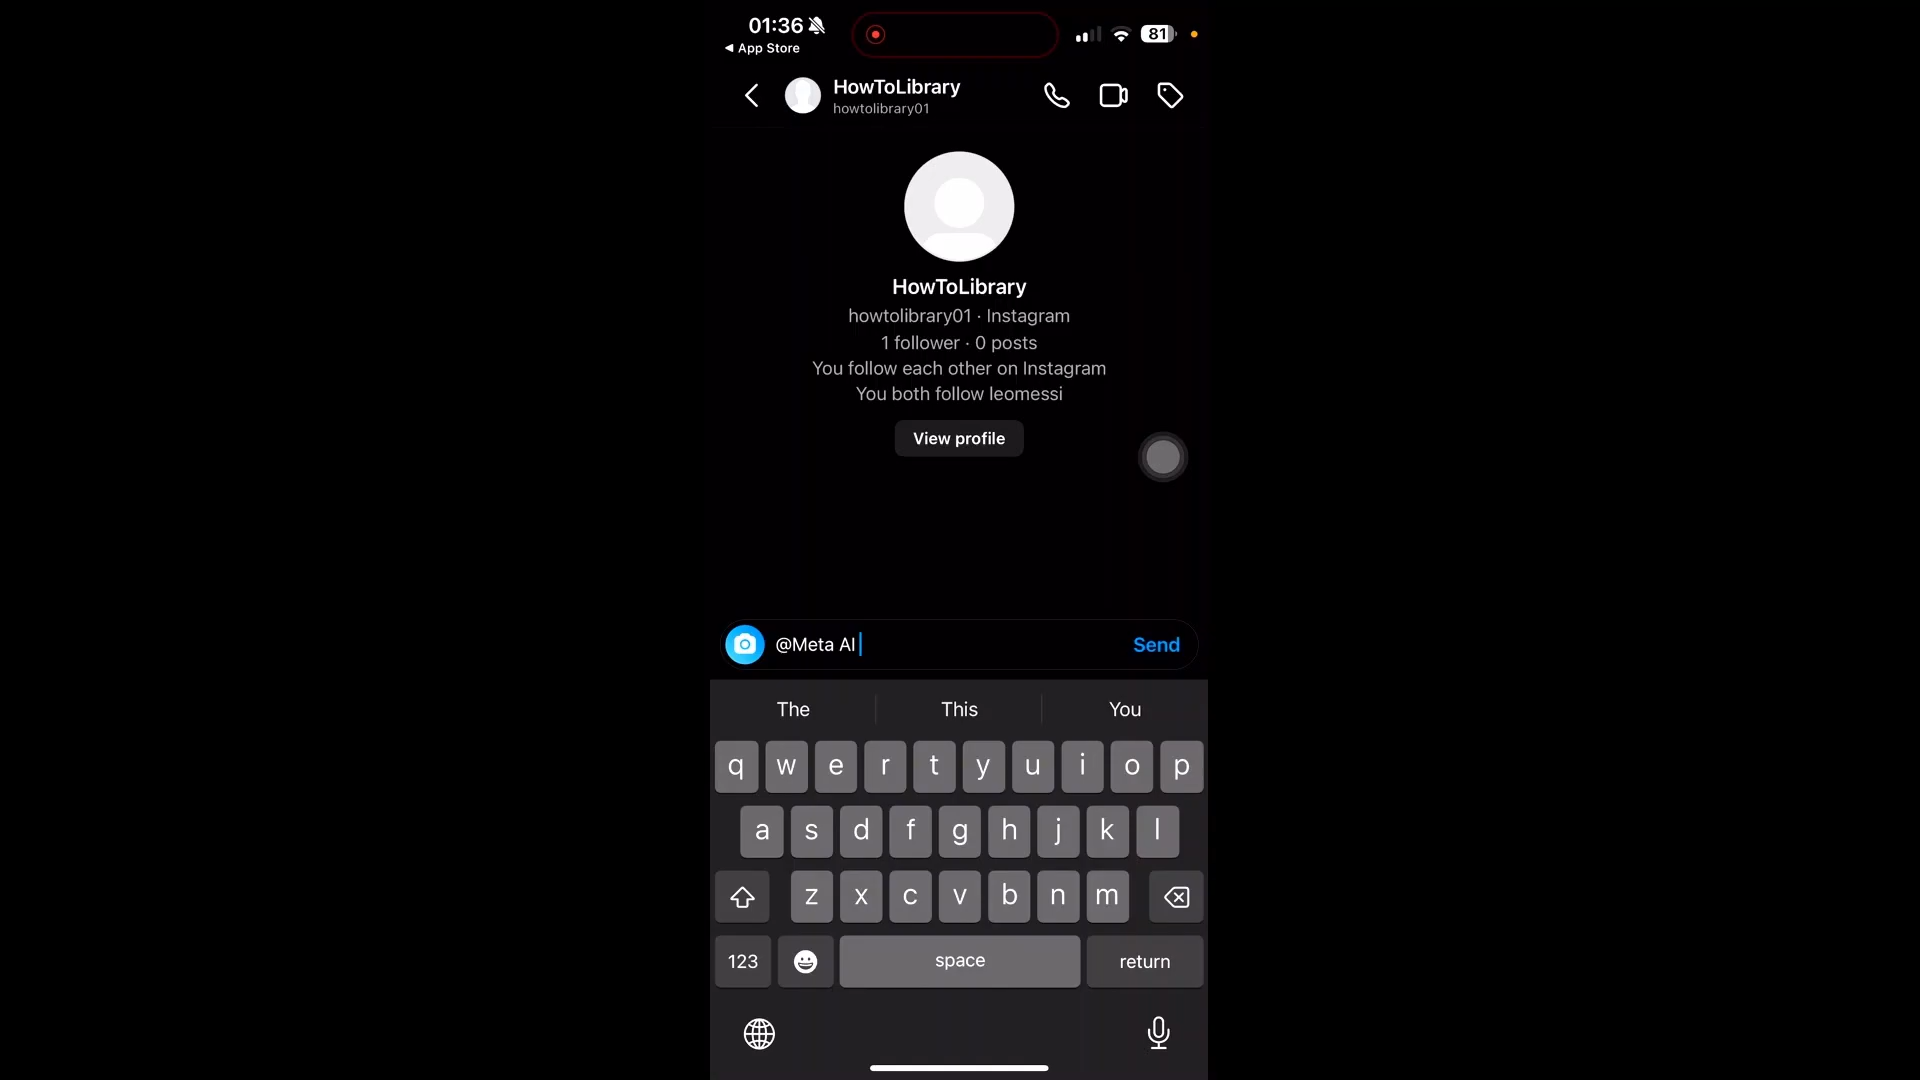 01:36
81
◀ App Store
HowToLibrary
howtolibrary01
HowToLibrary
howtolibrary01 · Instagram
1 follower · 0 posts
You follow each other on Instagram
You both follow leomessi
View profile
@Meta AI
Send
The
This
You
q w e r t y u i o p
a s d f g h j k l
z x c v b n m
123
space
return